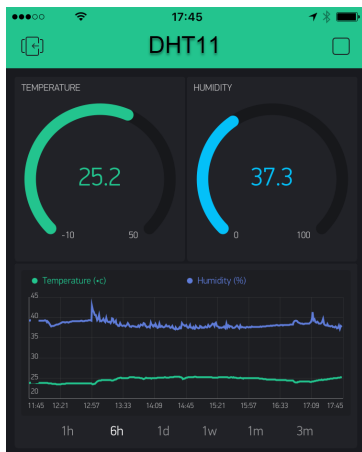 17:45
DHT11
TEMPERATURE
HUMIDITY
25.2
37.3
-10 50
0 100
Temperature (•c) Humidity (%)
45
40
35
30
25
20
11:45 12:21 12:57 13:33 14:09 14:45 15:21 15:57 16:33 17:09 17:45
1h 6h 1d 1w 1m 3m